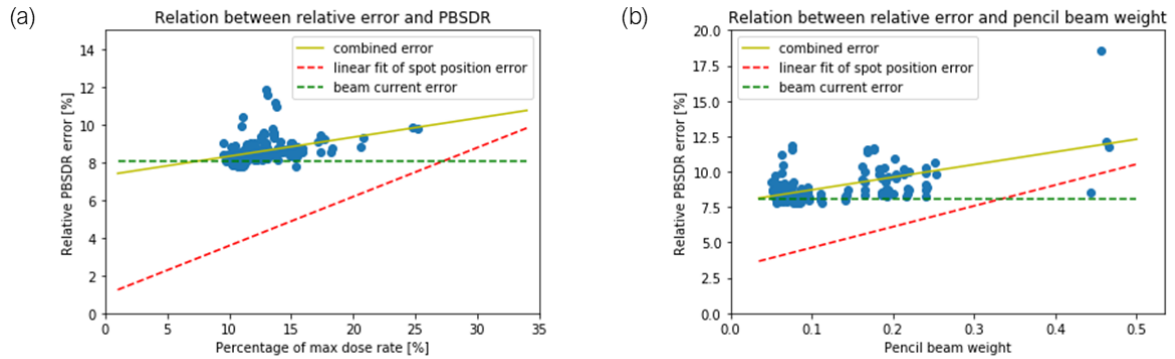 (a)
Relation between relative error and PBSDR
combined error
linear fit of spot position error
beam current error
Relative PBSDR error [%]
14
12
10
8
6
4
2
0
0 5 10 15 20 25 30 35
Percentage of max dose rate [%]
(b)
Relation between relative error and pencil beam weight
combined error
linear fit of spot position error
beam current error
Relative PBSDR error [%]
20.0
17.5
15.0
12.5
10.0
7.5
5.0
2.5
0.0
0.0 0.1 0.2 0.3 0.4 0.5
Pencil beam weight